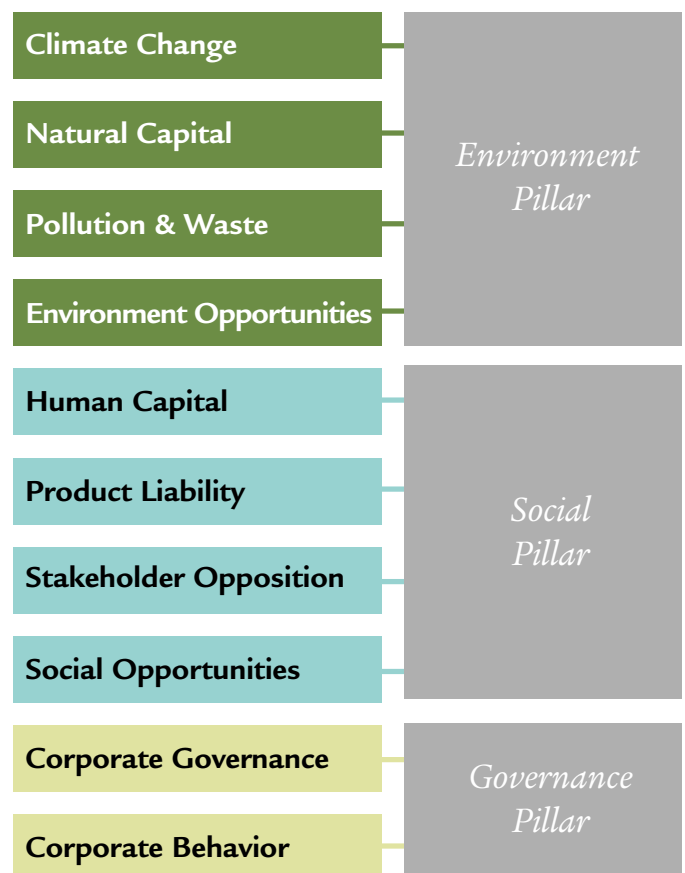 Climate Change
Natural Capital
Environment
Pillar
Pollution & Waste
Environment Opportunities
Human Capital
Product Liability
Social
Pillar
Stakeholder Opposition
Social Opportunities
Corporate Governance
Governance
Pillar
Corporate Behavior